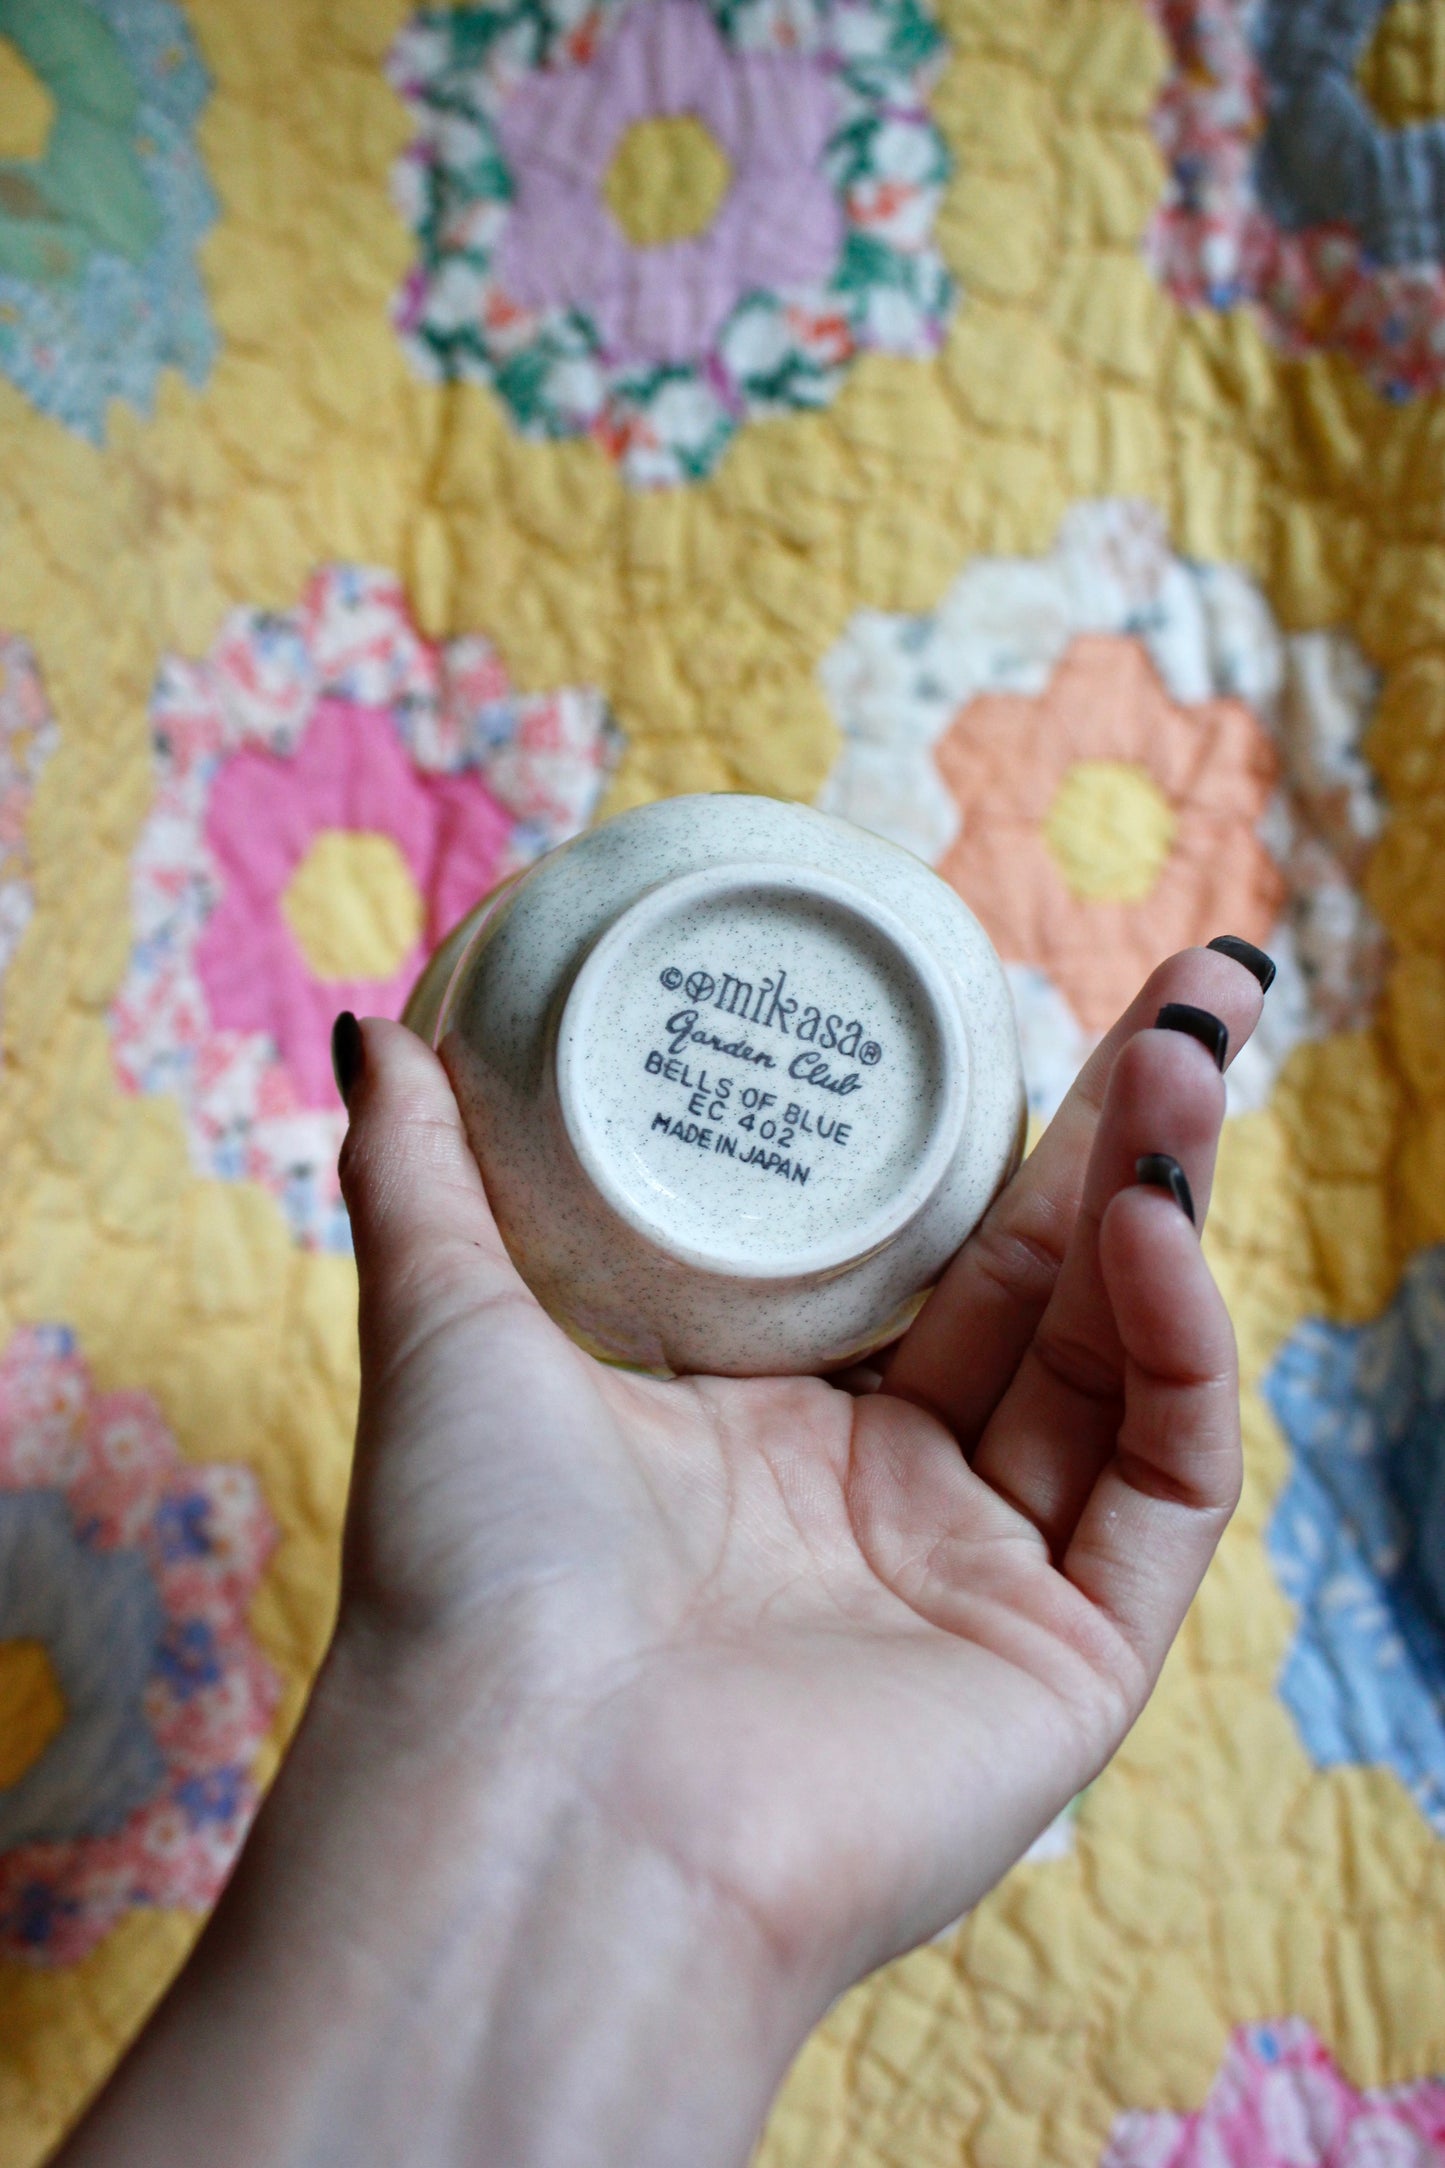 ©mikasa®
Garden Club
BELLS OF BLUE
EC 402
MADE IN JAPAN